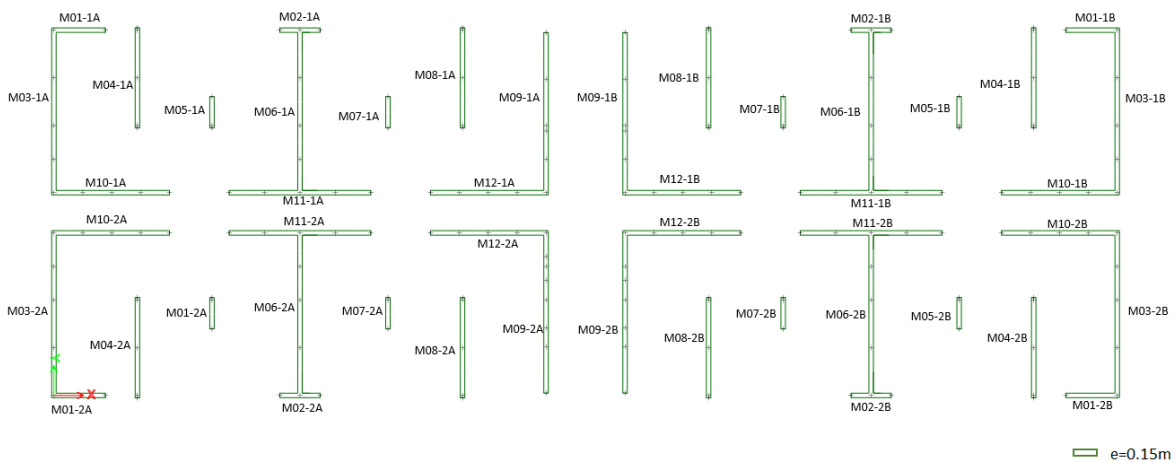 M01-1A
M02-1A
M02-1B
M01-1B
M03-1A
M04-1A
M05-1A
M06-1A
M07-1A
M08-1A
M09-1A
M09-1B
M08-1B
M07-1B
M06-1B
M05-1B
M04-1B
M03-1B
M10-1A
M11-1A
M12-1A
M12-1B
M11-1B
M10-1B
M10-2A
M11-2A
M12-2A
M12-2B
M11-2B
M10-2B
M03-2A
M04-2A
M01-2A
M06-2A
M07-2A
M08-2A
M09-2A
M09-2B
M08-2B
M07-2B
M06-2B
M05-2B
M04-2B
M03-2B
Y
X
M01-2A
M02-2A
M02-2B
M01-2B
e=0.15m